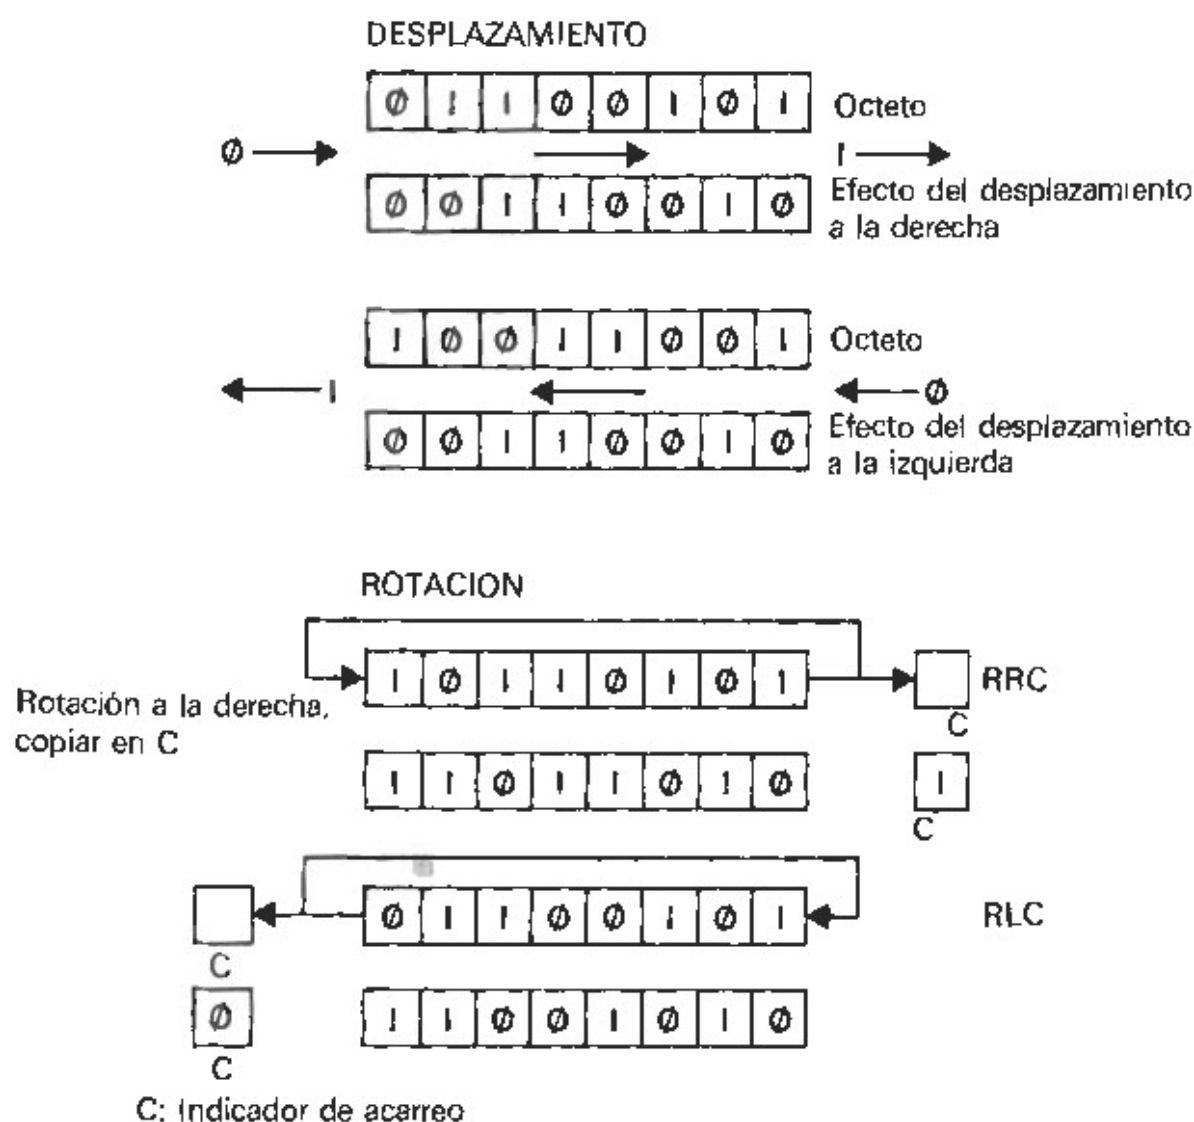 DESPLAZAMIENTO
Ø 1 1 Ø Ø 1 Ø 1 Octeto
Ø 1
Ø Ø 1 1 Ø Ø 1 Ø Efecto del desplazamiento
a la derecha
1 Ø Ø 1 1 Ø Ø 1 Octeto
1 Ø
Ø Ø 1 1 Ø Ø 1 Ø Efecto del desplazamiento
a la izquierda
ROTACION
1 Ø 1 1 Ø 1 Ø 1 RRC
C
Rotación a la derecha,
copiar en C
1 1 Ø 1 1 Ø 1 Ø 1
C
Ø 1 1 Ø Ø 1 Ø 1 RLC
C
Ø 1 1 Ø Ø 1 Ø 1 Ø
C
C: Indicador de acarreo